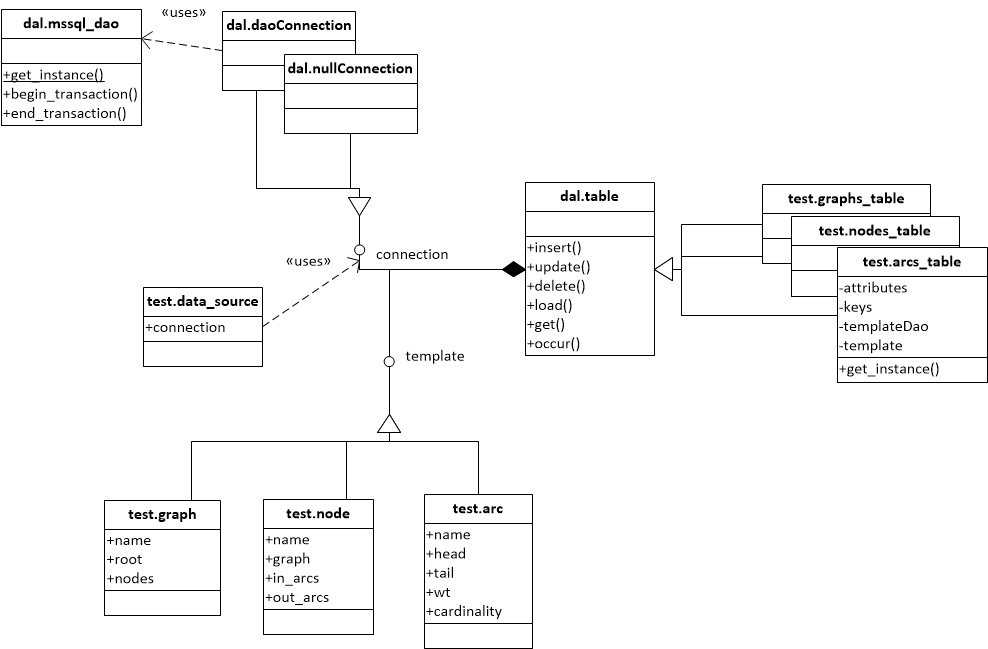 «uses»
dal.mssql_dao
+get_instance()
+begin_transaction()
+end_transaction()
dal.daoConnection
dal.nullConnection
dal.table
+insert()
+update()
+delete()
+load()
+get()
+occur()
test.graphs_table
test.nodes_table
test.arcs_table
-attributes
-keys
-templateDao
-template
+get_instance()
connection
«uses»
test.data_source
+connection
template
test.graph
+name
+root
+nodes
test.node
+name
+graph
+in_arcs
+out_arcs
test.arc
+name
+head
+tail
+wt
+cardinality